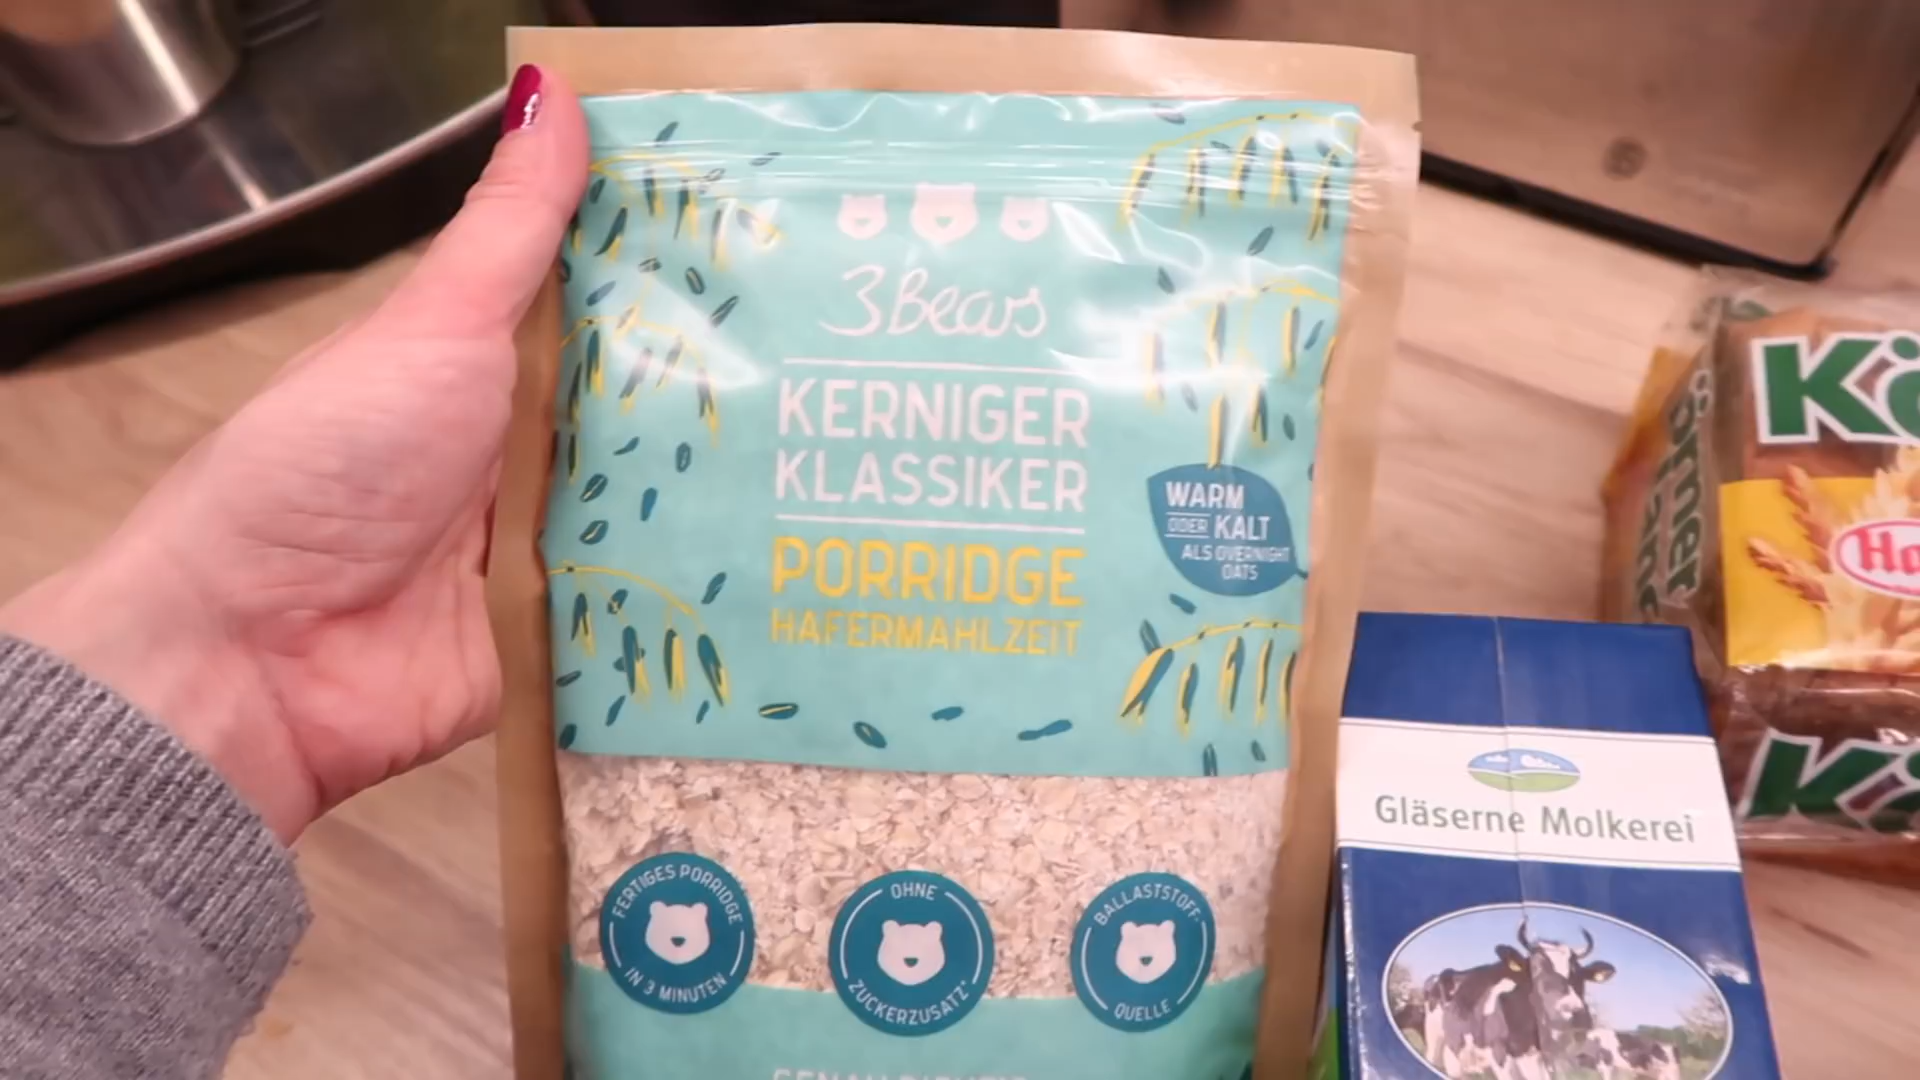 3Bears
KERNIGER
KLASSIKER
PORRIDGE
HAFERMAHLZEIT
WARM
ODER KALT
ALS OVERNIGHT
OATS
FERTIGES PORRIDGE
IN 3 MINUTEN
OHNE
ZUCKERZUSATZ*
BALLASTSTOFF-
QUELLE
Gläserne Molkerei